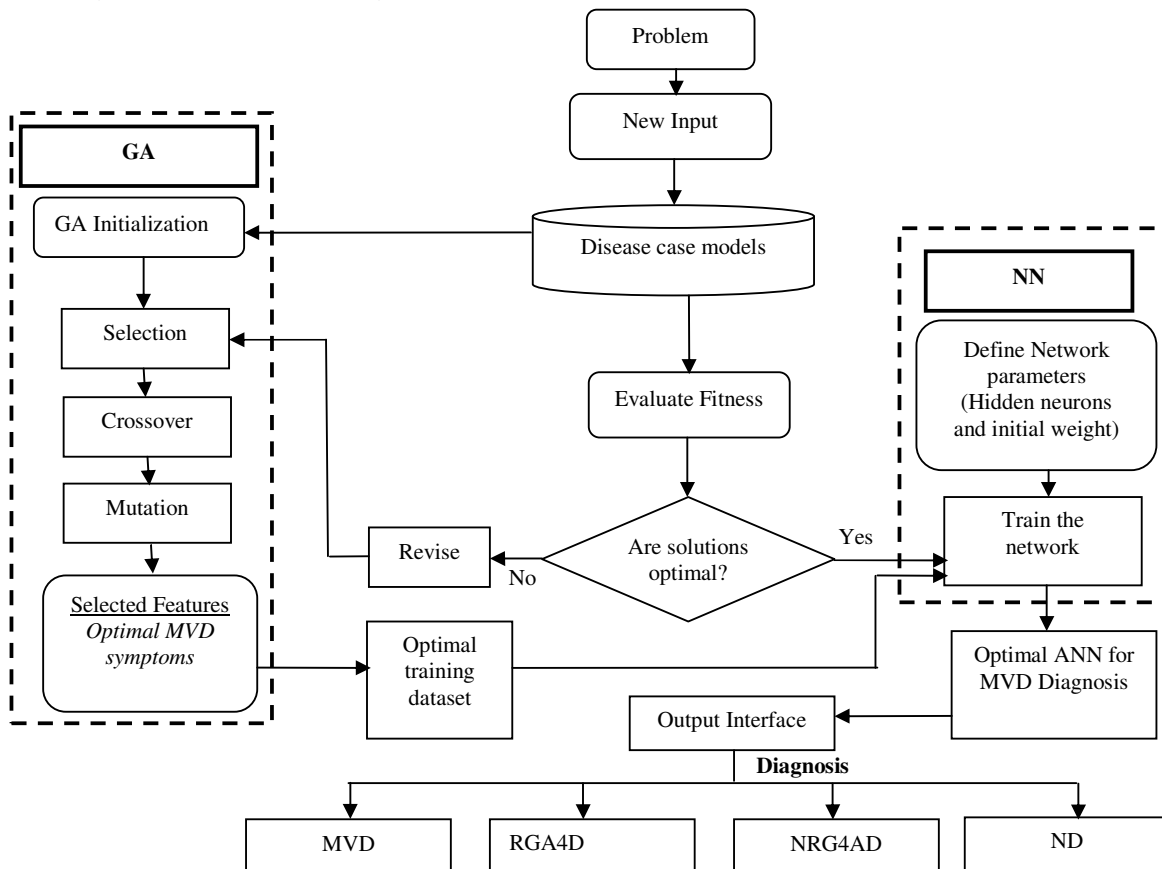 Problem
New Input
GA
GA Initialization
Disease case models
NN
Selection
Define Network
parameters
(Hidden neurons
and initial weight)
Evaluate Fitness
Crossover
Mutation
Revise
No
Are solutions
optimal?
Yes
Train the
network
Selected Features
Optimal MVD
symptoms
Optimal
training
dataset
Optimal ANN for
MVD Diagnosis
Output Interface
Diagnosis
MVD
RGA4D
NRG4AD
ND